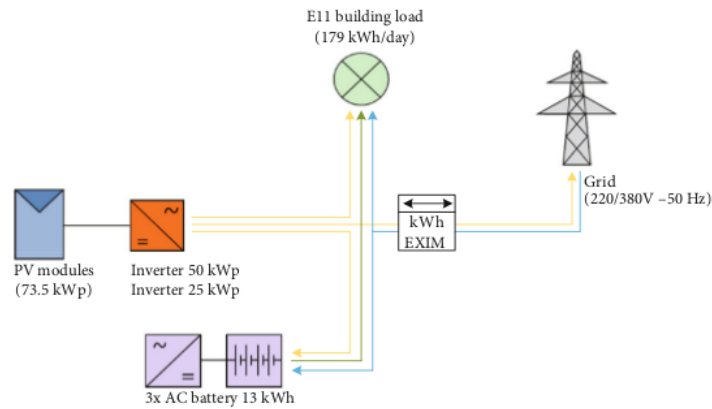 E11 building load
(179 kWh/day)
Grid
(220/380V –50 Hz)
kWh
EXIM
PV modules
(73.5 kWp)
Inverter 50 kWp
Inverter 25 kWp
3x AC battery 13 kWh